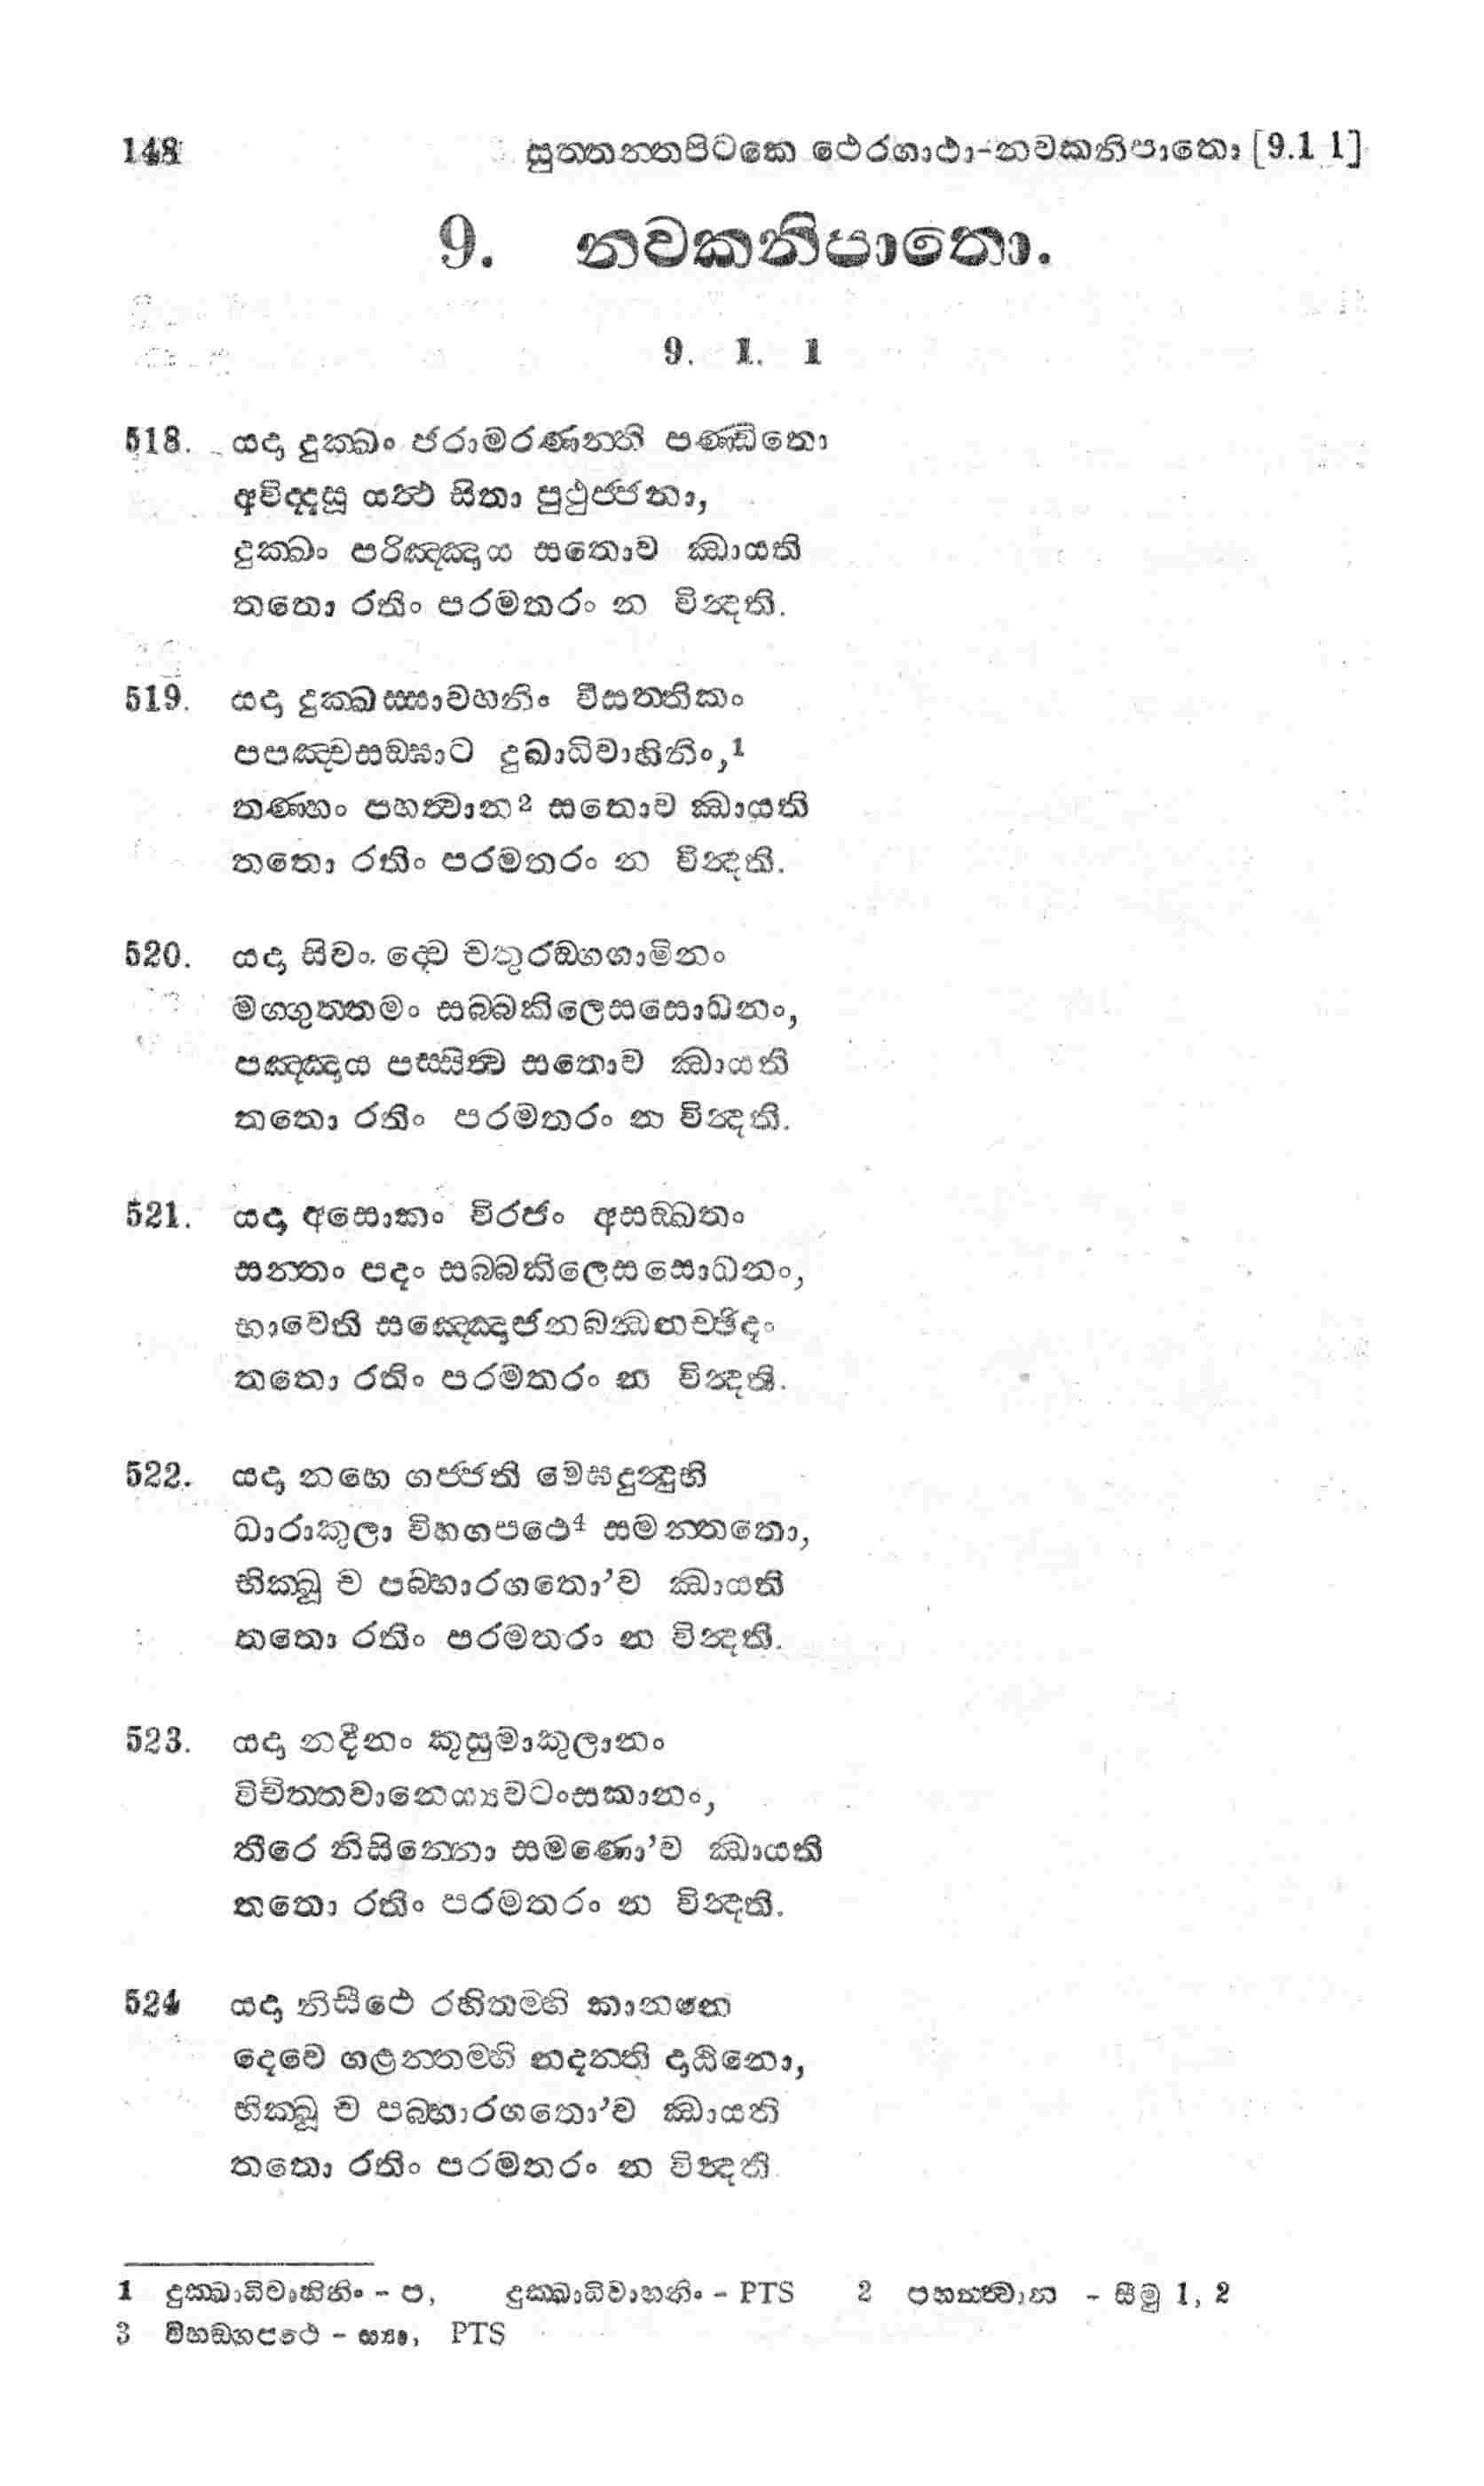 148 සුත්තන්තපිටකෙ ථෙරගාථා-නවකනිපාතො [9.1 1]
9. නවකනිපාතො.
9. 1. 1
518. යදා දුක්ඛං ජරාමරණන්ති පණ්ඩිතො
අවිද්දසූ යත්ථ සිතා පුථුජ්ජනා,
දුක්ඛං පරිඤ්ඤාය සතොව ඣායති
තතො රතිං පරමතරං න වින්දති.
519. යදා දුක්ඛස්සාවහනිං විසත්තිකං
පපඤ්චසඞ්ඝාට දුඛාධිවාහිනිං,1
තණ්හං පහත්වාන2 සතොව ඣායති
තතො රතිං පරමතරං න වින්දති.
520. යදා සිවං ද්වෙ චතුරඞ්ගගාමිනං
මග්ගුත්තමං සබ්බකිලෙසසොධනං,
පඤ්ඤාය පස්සිත්ව සතොව ඣායති
තතො රතිං පරමතරං න වින්දති.
521. යදා අසොකං විරජං අසඞ්ඛතං
සන්තං පදං සබ්බකිලෙසසොධනං,
භාවෙති සඤ්ඤොජනබන්ධනච්ඡිදං
තතො රතිං පරමතරං න වින්දති.
522. යදා නභෙ ගජ්ජති මෙඝදුන්දුභි
ධාරාකුලා විහගපථෙ4 සමන්තතො,
භික්ඛූ ච පබ්භාරගතො’ව ඣායති
තතො රතිං පරමතරං න වින්දති.
523. යදා නදීනං කුසුමාකුලානං
විචිත්තවානෙය්‍යවටංසකානං,
තීරෙ නිසින්නො සමණො’ව ඣායති
තතො රතිං පරමතරං න වින්දති.
524 යදා නිසීථෙ රහිතම්හි කානනෙ
දෙවෙ ගළන්තම්හි නදන්ති දාඨිනො,
භික්ඛූ ච පබ්භාරගතො’ව ඣායති
තතො රතිං පරමතරං න වින්දති
1 දුක්ඛාධිවාහිනිං - ප, දුක්ඛාධිවාහනිං - PTS 2 පහන්ත්වාන - සීමු 1, 2
3 විහඞ්ගපථෙ - ස්‍යා, PTS